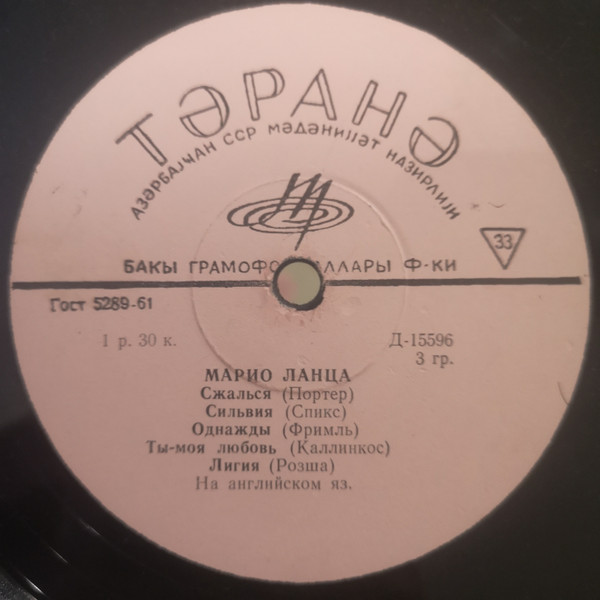 ТӘРАНӘ
АЗӘРБАЈҸАН ССР МӘДӘНИЈЈӘТ НАЗИРЛИЈИ
БАКЫ ГРАМОФО ЛЛАРЫ Ф-КИ
33
Гост 5289-61
1 р. 30 к.
Д-15596
3 гр.
МАРИО ЛАНЦА
Сжалься (Портер)
Сильвия (Спикс)
Однажды (Фримль)
Ты-моя любовь (Каллинкос)
Лигия (Розша)
На английском яз.